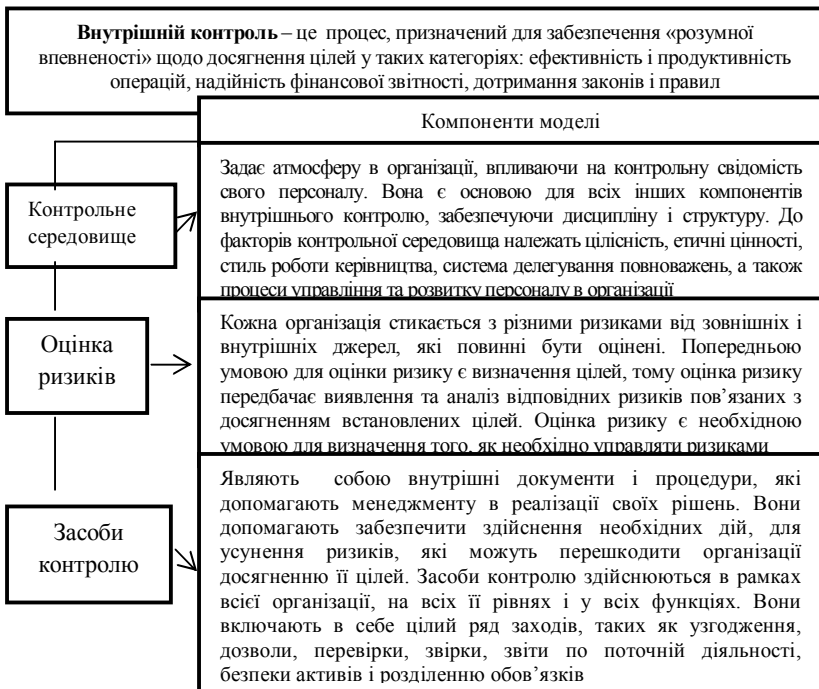 Внутрішній контроль – це процес, призначений для забезпечення «розумної
впевненості» щодо досягнення цілей у таких категоріях: ефективність і продуктивність
операцій, надійність фінансової звітності, дотримання законів і правил
Компоненти моделі
Контрольне
середовище
Задає атмосферу в організації, впливаючи на контрольну свідомість
свого персоналу. Вона є основою для всіх інших компонентів
внутрішнього контролю, забезпечуючи дисципліну і структуру. До
факторів контрольної середовища належать цілісність, етичні цінності,
стиль роботи керівництва, система делегування повноважень, а також
процеси управління та розвитку персоналу в організації
Оцінка
ризиків
Кожна організація стикається з різними ризиками від зовнішніх і
внутрішніх джерел, які повинні бути оцінені. Попередньою
умовою для оцінки ризику є визначення цілей, тому оцінка ризику
передбачає виявлення та аналіз відповідних ризиків пов’язаних з
досягненням встановлених цілей. Оцінка ризику є необхідною
умовою для визначення того, як необхідно управляти ризиками
Засоби
контролю
Являють собою внутрішні документи і процедури, які
допомагають менеджменту в реалізації своїх рішень. Вони
допомагають забезпечити здійснення необхідних дій, для
усунення ризиків, які можуть перешкодити організації
досягненню її цілей. Засоби контролю здійснюються в рамках
всієї організації, на всіх її рівнях і у всіх функціях. Вони
включають в себе цілий ряд заходів, таких як узгодження,
дозволи, перевірки, звірки, звіти по поточній діяльності,
безпеки активів і розділенню обов’язків